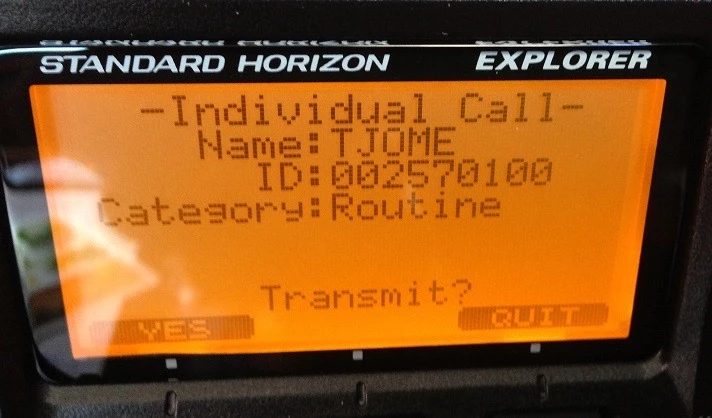 STANDARD HORIZON EXPLORER
-Individual Call-
Name:TJOME
ID:002570100
Category:Routine
Transmit?
YES QUIT